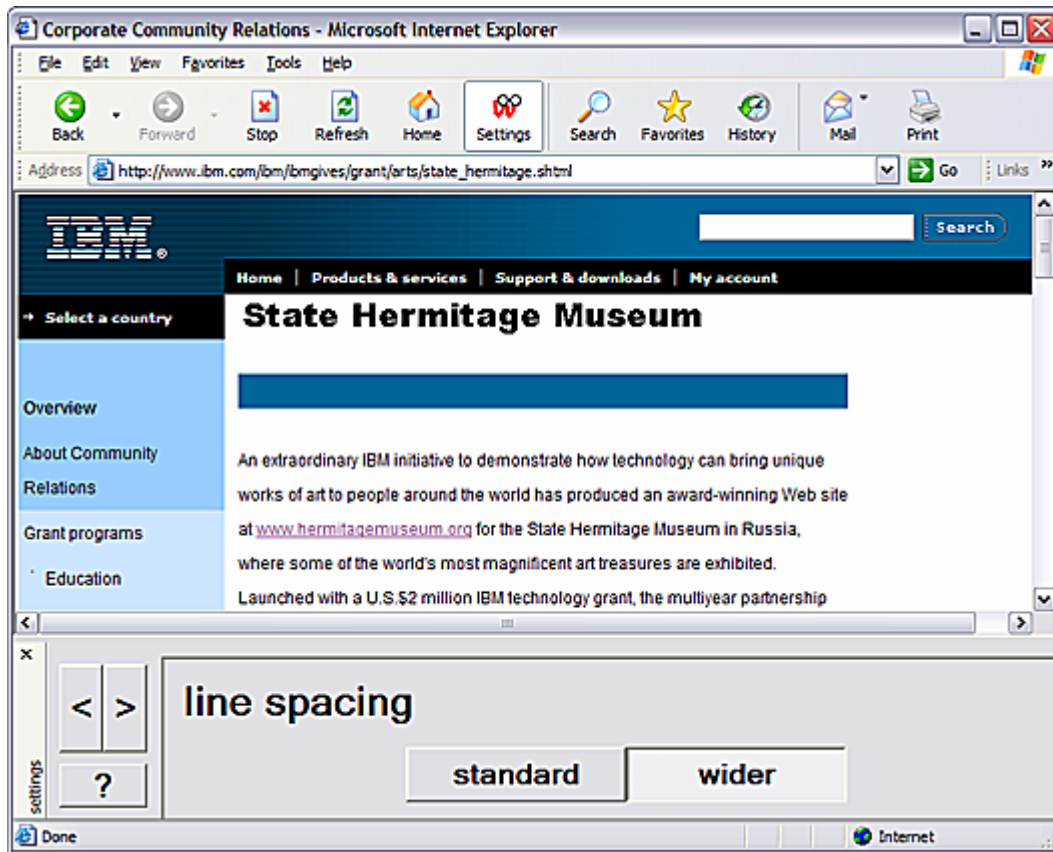 Corporate Community Relations - Microsoft Internet Explorer
File Edit View Favorites Tools Help
Back Forward Stop Refresh Home Settings Search Favorites History Mail Print
Address http://www.ibm.com/ibm/ibmgives/grant/arts/state_hermitage.shtml Go Links »
IBM® Search
Home | Products & services | Support & downloads | My account
→ Select a country
State Hermitage Museum
Overview
About Community
Relations
Grant programs
Education
An extraordinary IBM initiative to demonstrate how technology can bring unique
works of art to people around the world has produced an award-winning Web site
at www.hermitagemuseum.org for the State Hermitage Museum in Russia,
where some of the world's most magnificent art treasures are exhibited.
Launched with a U.S.$2 million IBM technology grant, the multiyear partnership
settings
< >
?
line spacing
standard wider
Done Internet